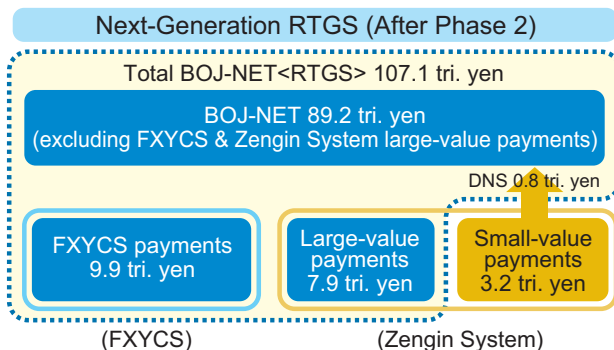 Next-Generation RTGS (After Phase 2)
Total BOJ-NET<RTGS> 107.1 tri. yen
BOJ-NET 89.2 tri. yen
(excluding FXYCS & Zengin System large-value payments)
DNS 0.8 tri. yen
FXYCS payments
9.9 tri. yen
Large-value
payments
7.9 tri. yen
Small-value
payments
3.2 tri. yen
(FXYCS)
(Zengin System)